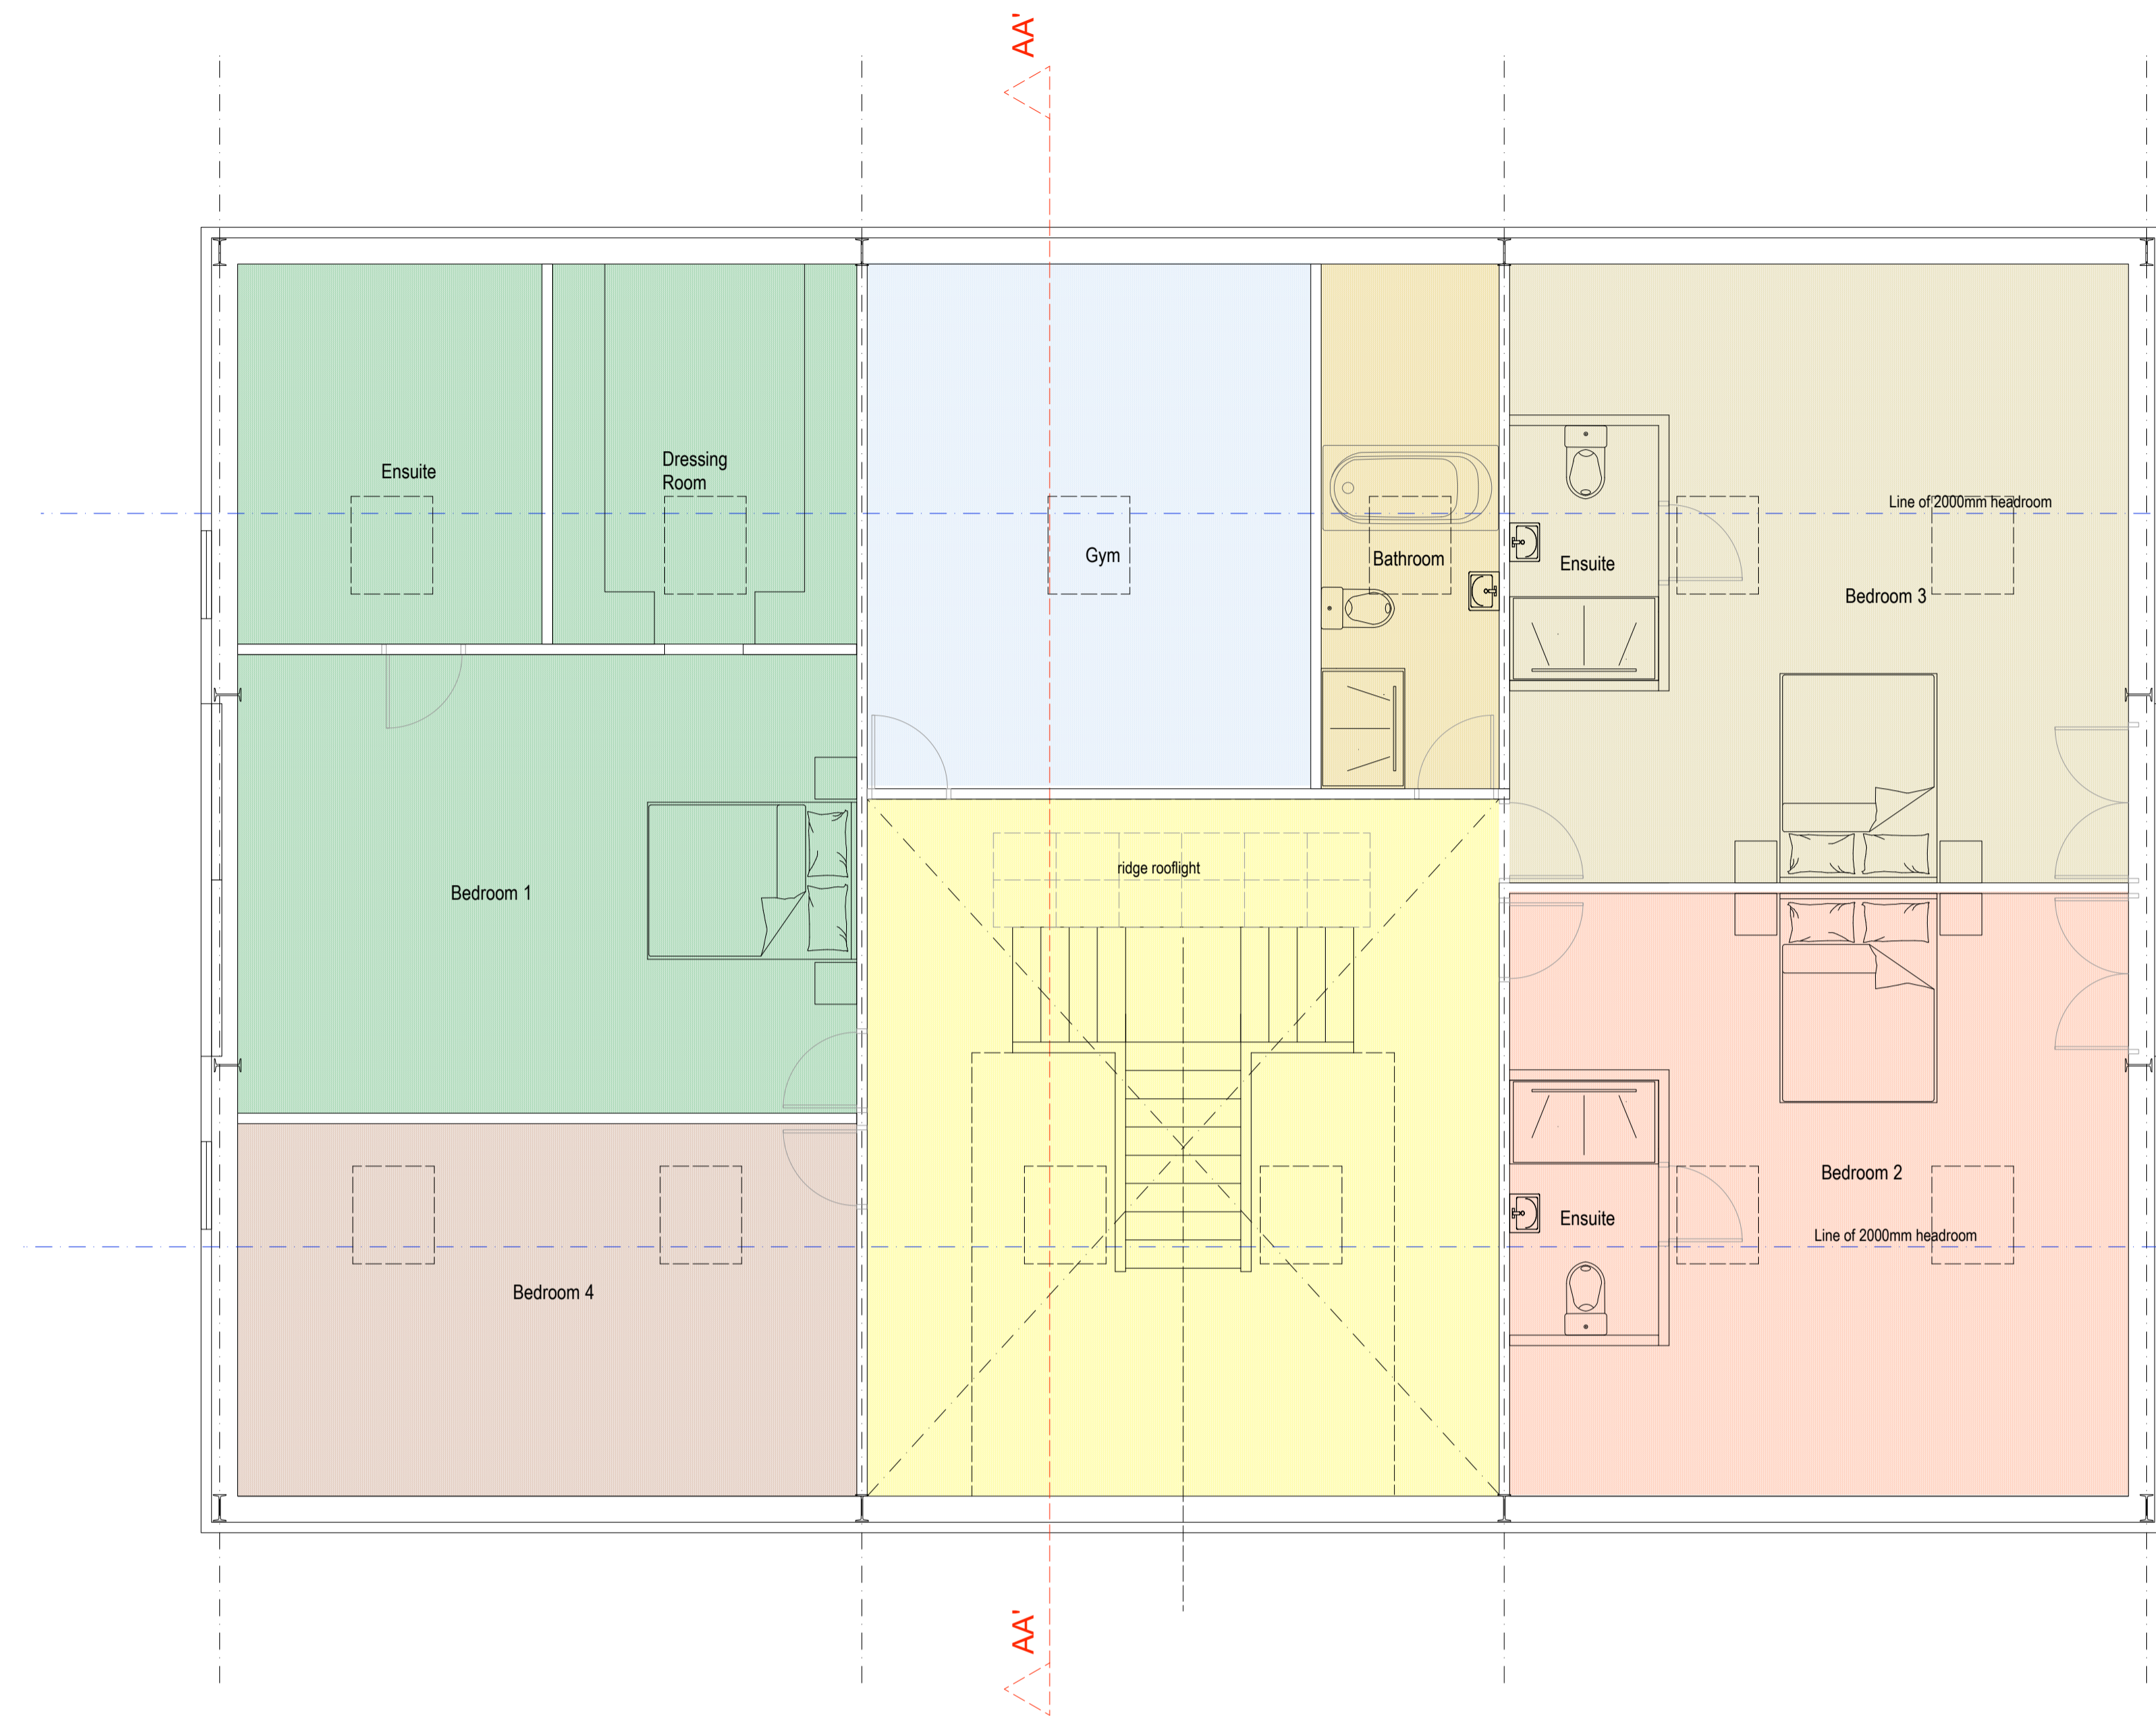 AA'
Ensuite
Dressing
Room
Gym
Bathroom
Ensuite
Line of 2000mm headroom
Bedroom 3
Bedroom 1
ridge rooflight
Bedroom 2
Ensuite
Line of 2000mm headroom
Bedroom 4
AA'